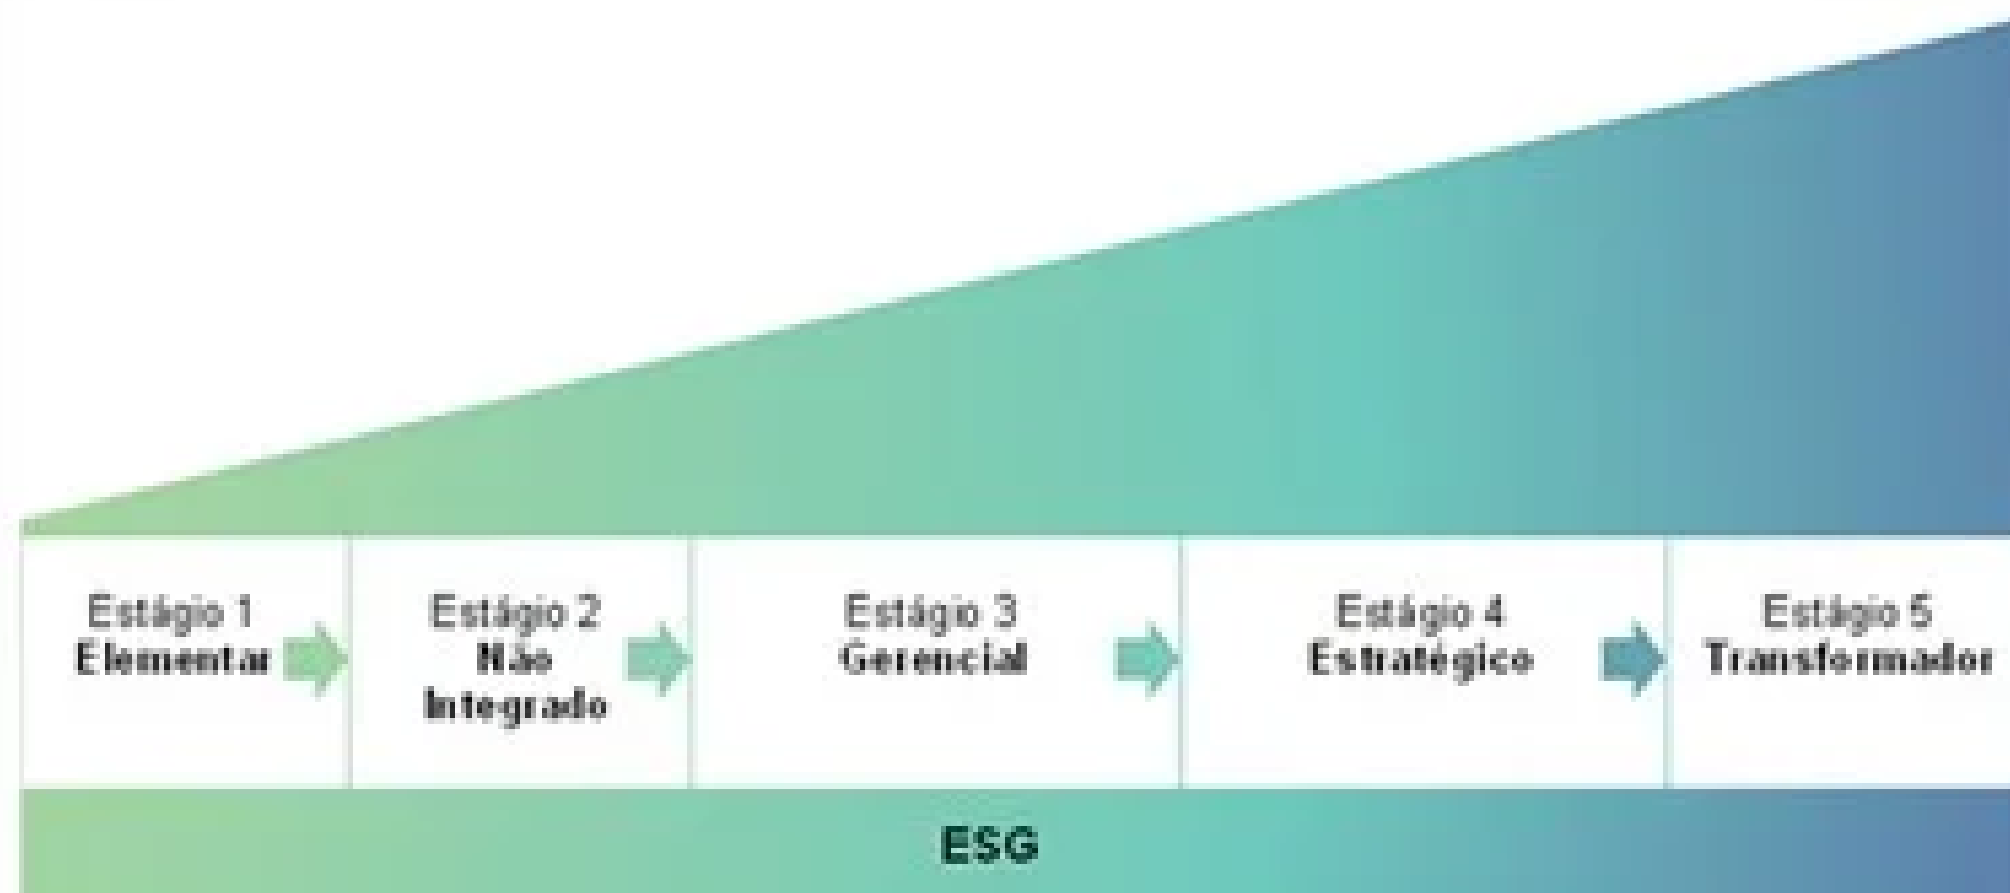 Estágio 1
Elementar
Estágio 2
Não
Integrado
Estágio 3
Gerencial
Estágio 4
Estratégico
Estágio 5
Transformador
ESG